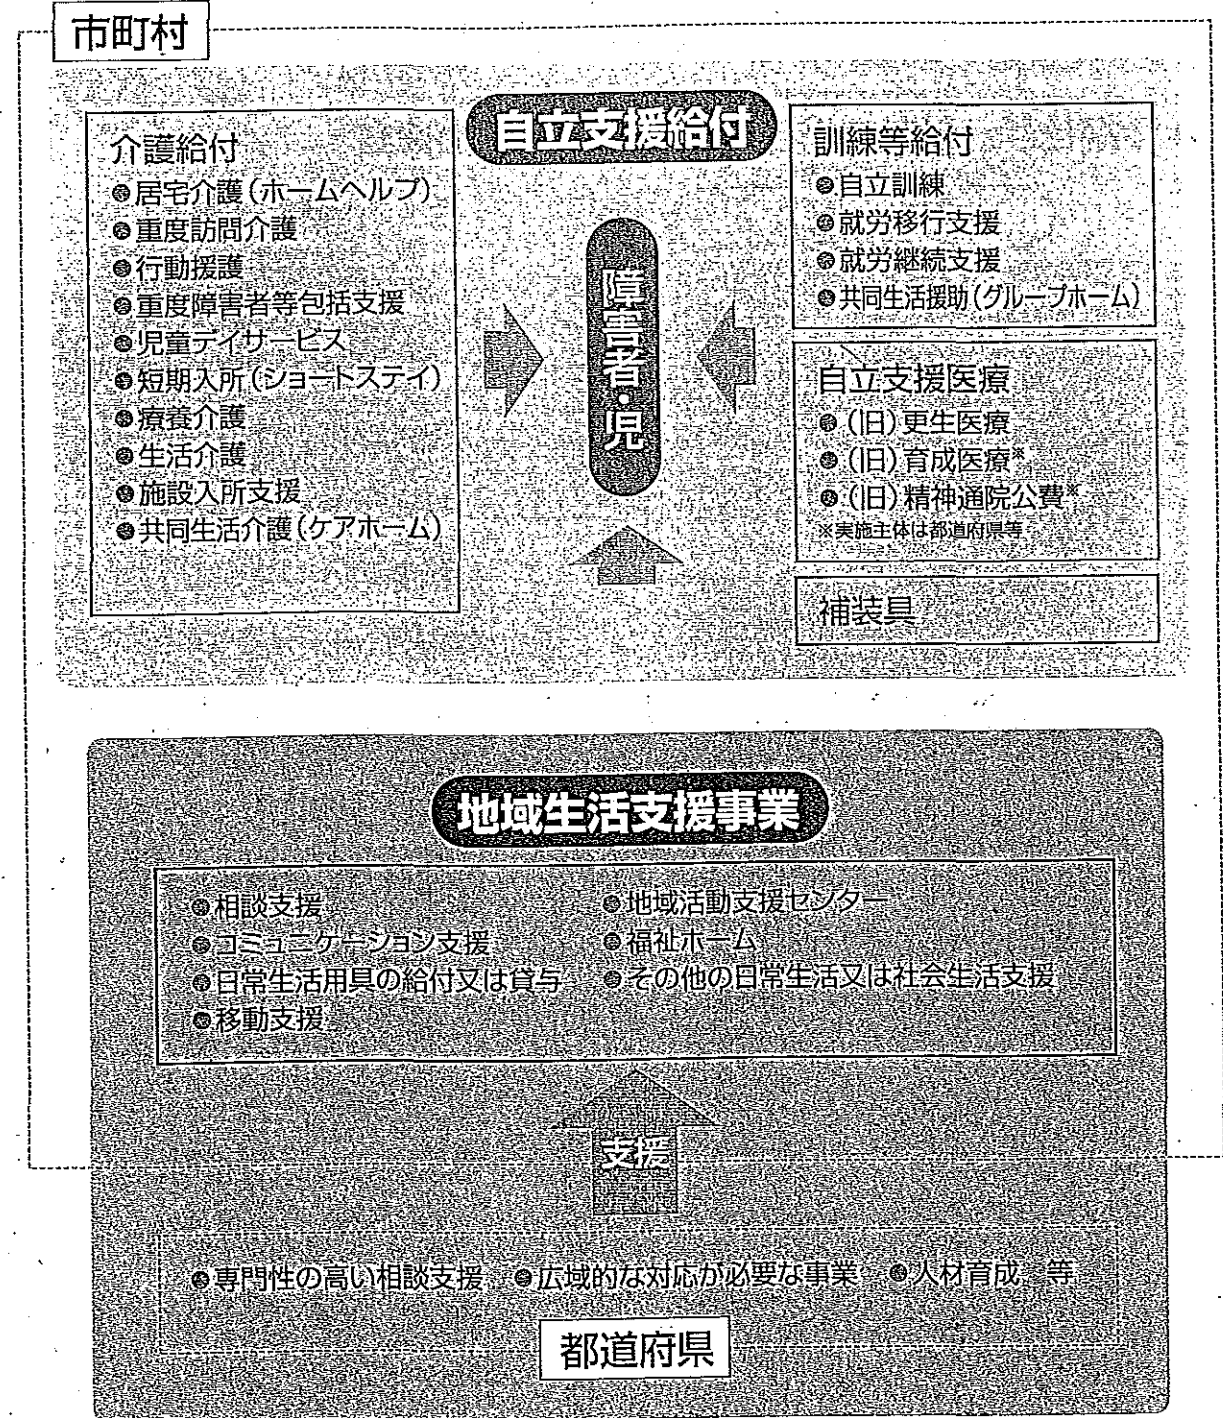 市町村
自立支援給付
介護給付
●居宅介護(ホームヘルプ)
●重度訪問介護
●行動援護
●重度障害者等包括支援
●児童デイサービス
●短期入所(ショートステイ)
●療養介護
●生活介護
●施設入所支援
●共同生活介護(ケアホーム)
障害者・児
訓練等給付
●自立訓練
●就労移行支援
●就労継続支援
●共同生活援助(グループホーム)
自立支援医療
●(旧)更生医療
●(旧)育成医療※
●(旧)精神通院公費※
※実施主体は都道府県等
補装具
地域生活支援事業
●相談支援
●コミュニケーション支援
●日常生活用具の給付又は貸与
●移動支援
●地域活動支援センター
●福祉ホーム
●その他の日常生活又は社会生活支援
支援
●専門性の高い相談支援 ●広域的な対応が必要な事業 ●人材育成 等
都道府県